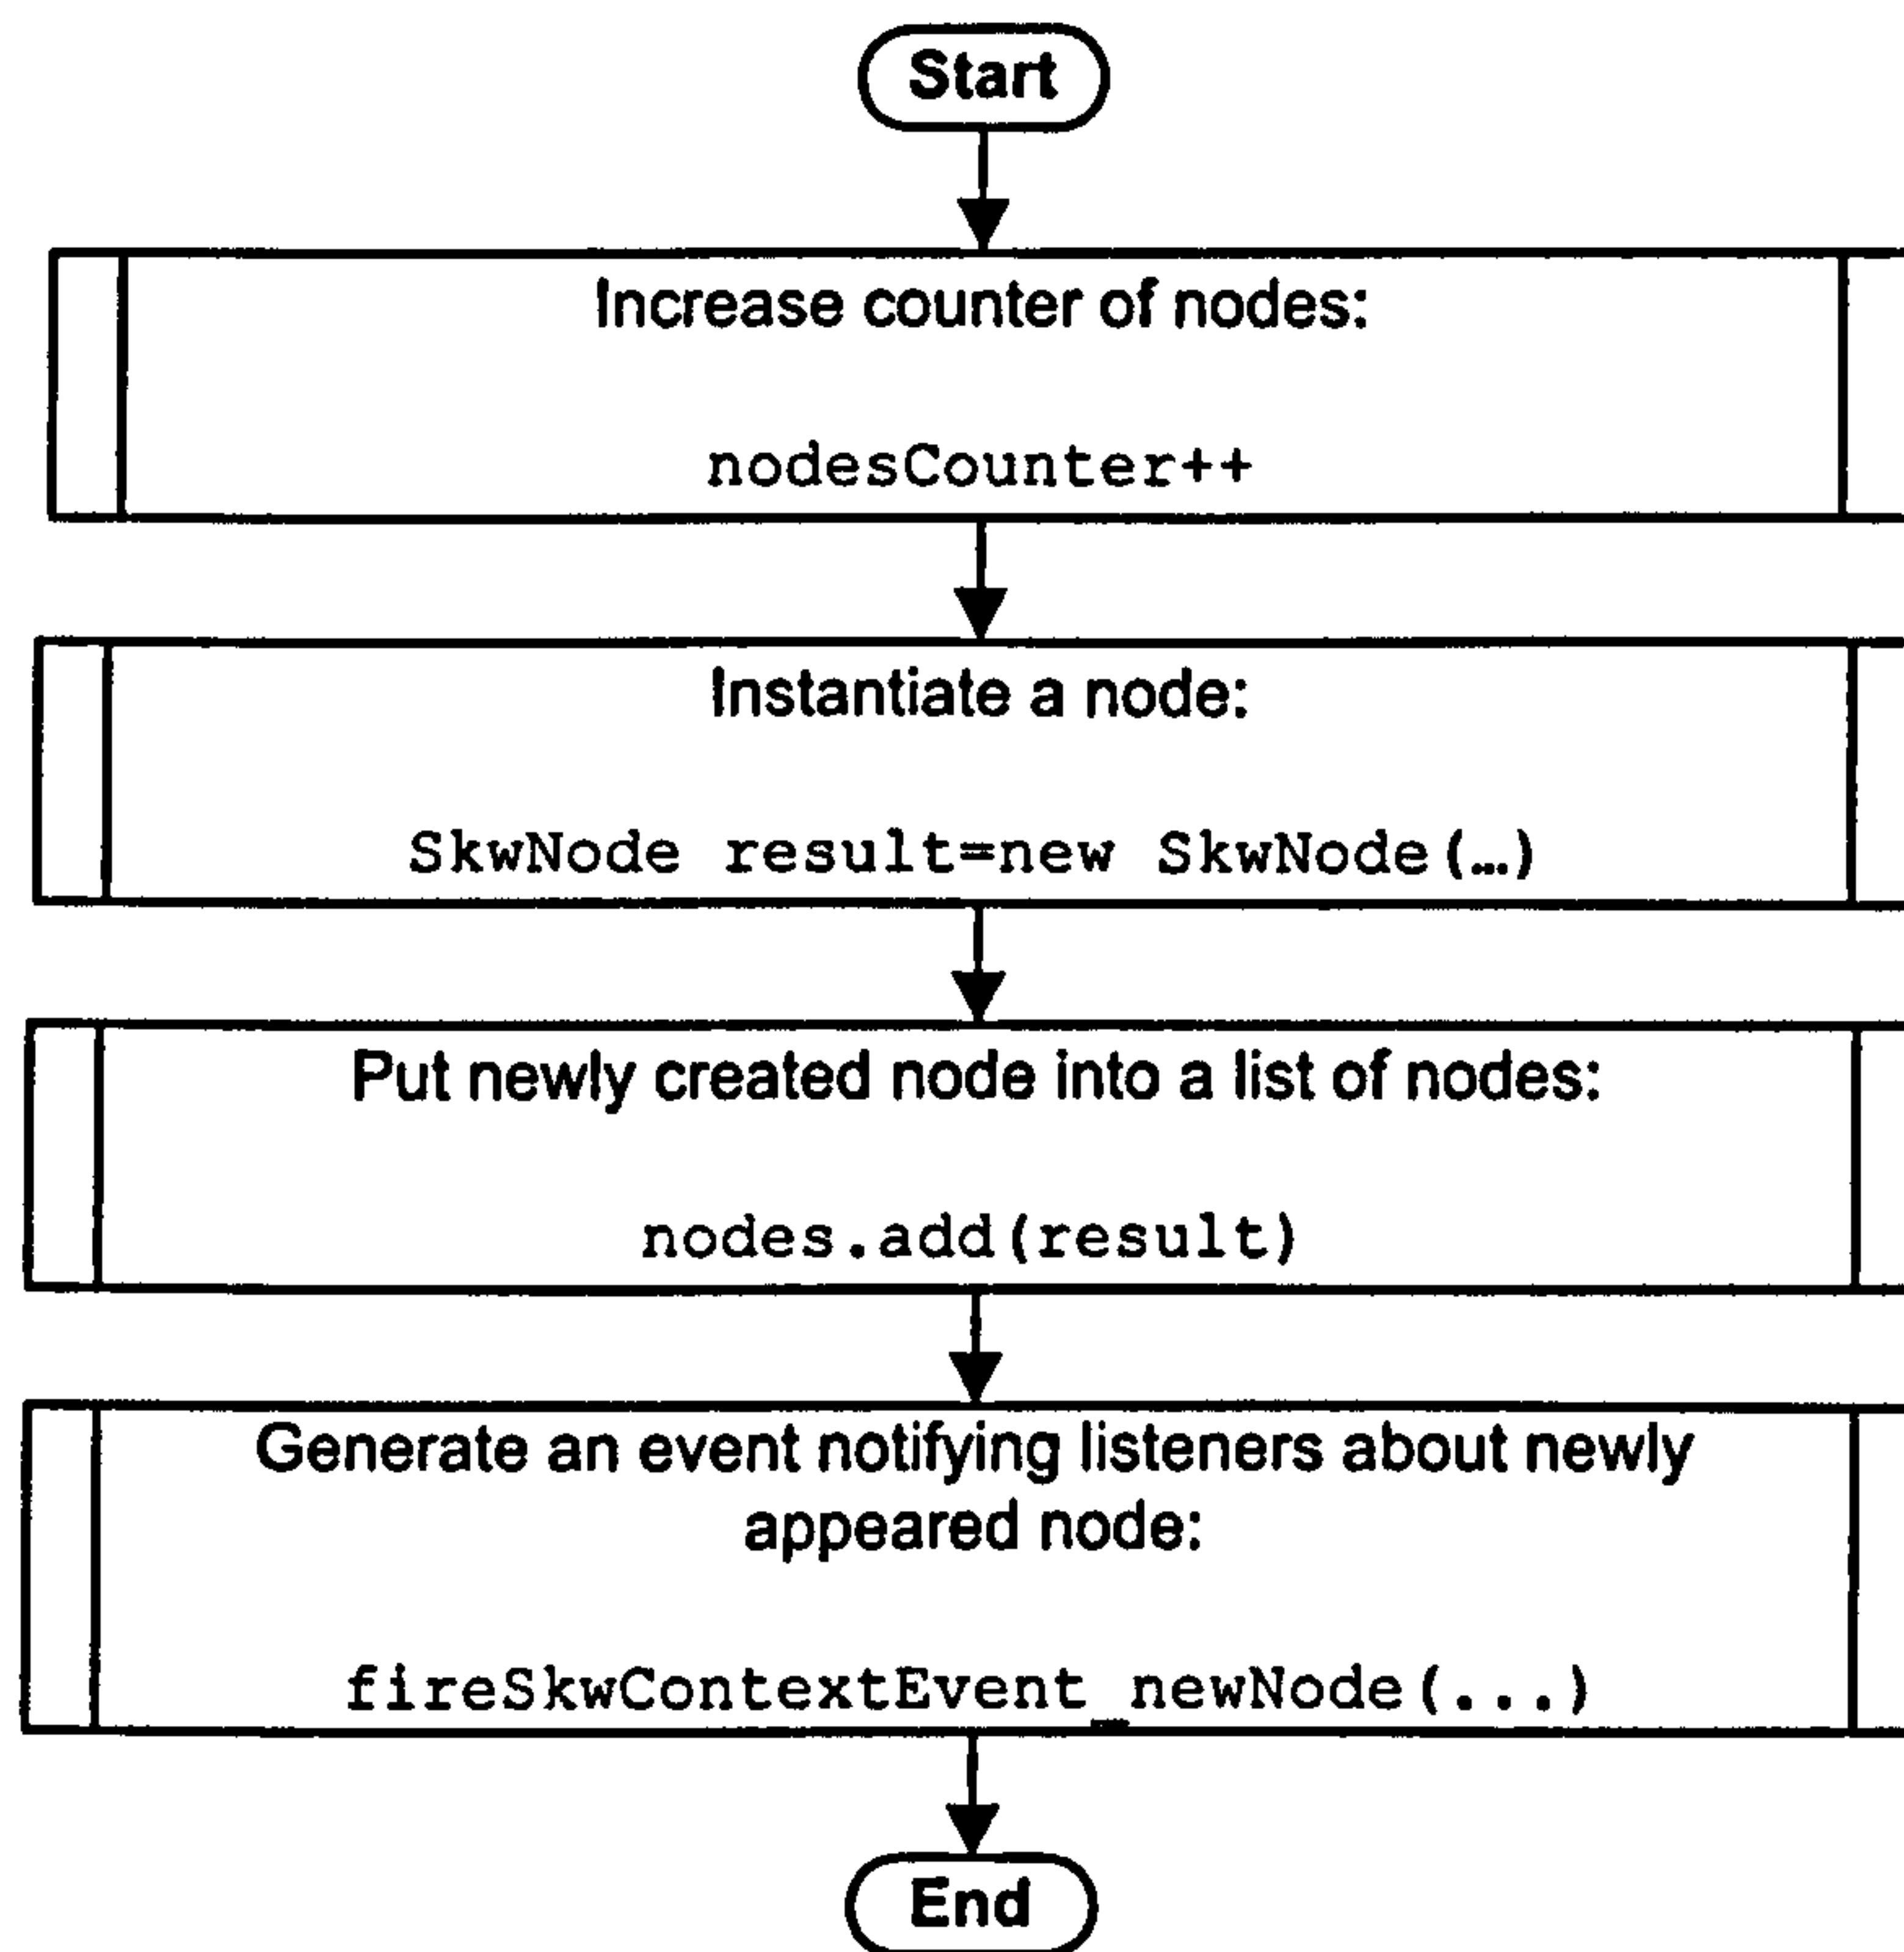 Start
Increase counter of nodes:
nodesCounter++
Instantiate a node:
SkwNode result=new SkwNode(…)
Put newly created node into a list of nodes:
nodes.add(result)
Generate an event notifying listeners about newly
appeared node:
fireSkwContextEvent_newNode(...)
End